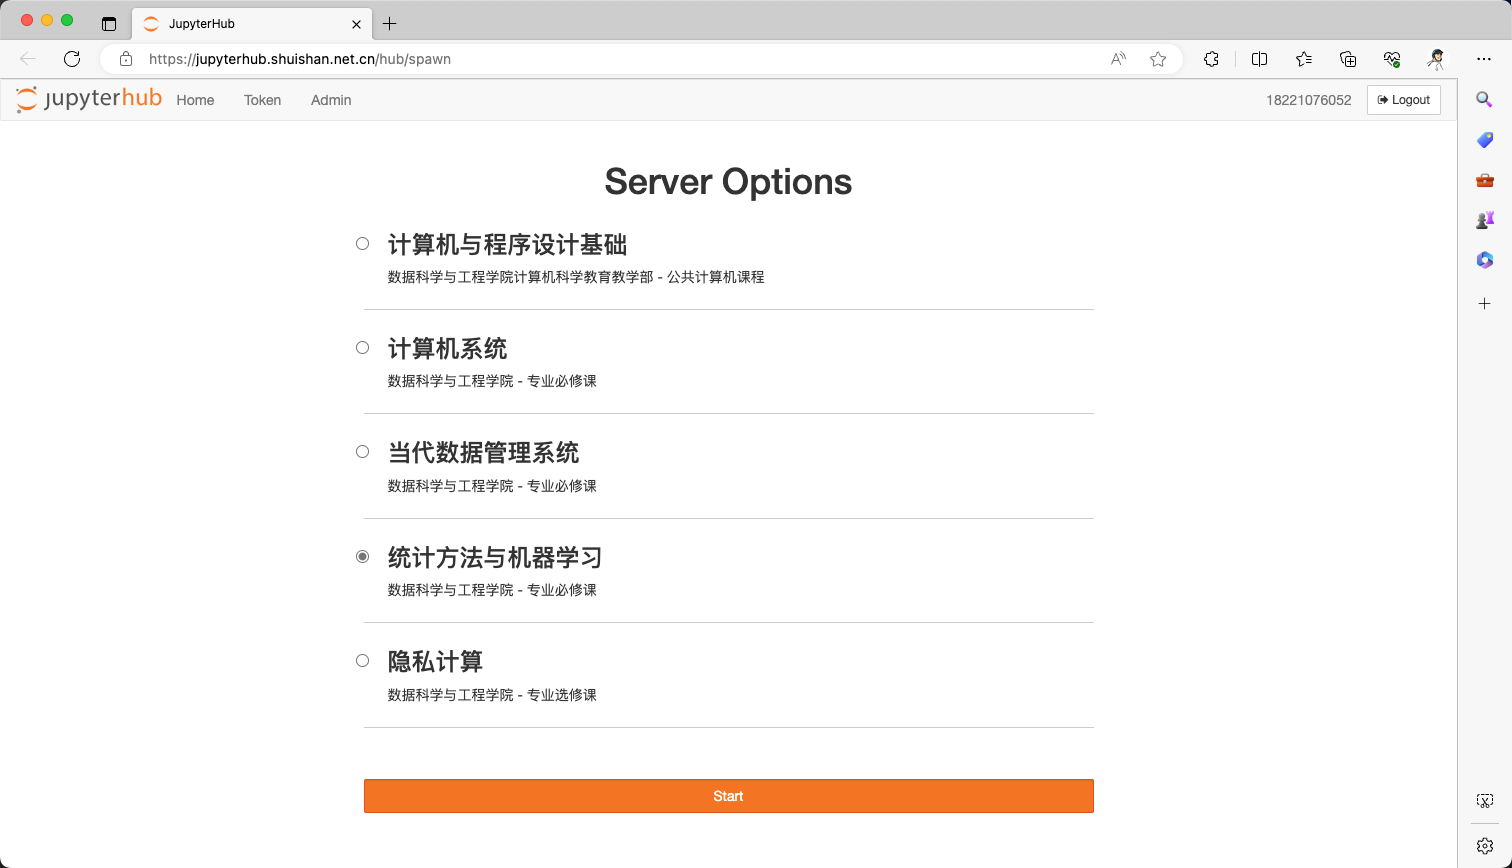 JupyterHub
https://jupyterhub.shuishan.net.cn/hub/spawn
jupyterhub Home Token Admin 18221076052 Logout
Server Options
计算机与程序设计基础
数据科学与工程学院计算机科学教育教学部 - 公共计算机课程
计算机系统
数据科学与工程学院 - 专业必修课
当代数据管理系统
数据科学与工程学院 - 专业必修课
统计方法与机器学习
数据科学与工程学院 - 专业必修课
隐私计算
数据科学与工程学院 - 专业选修课
Start